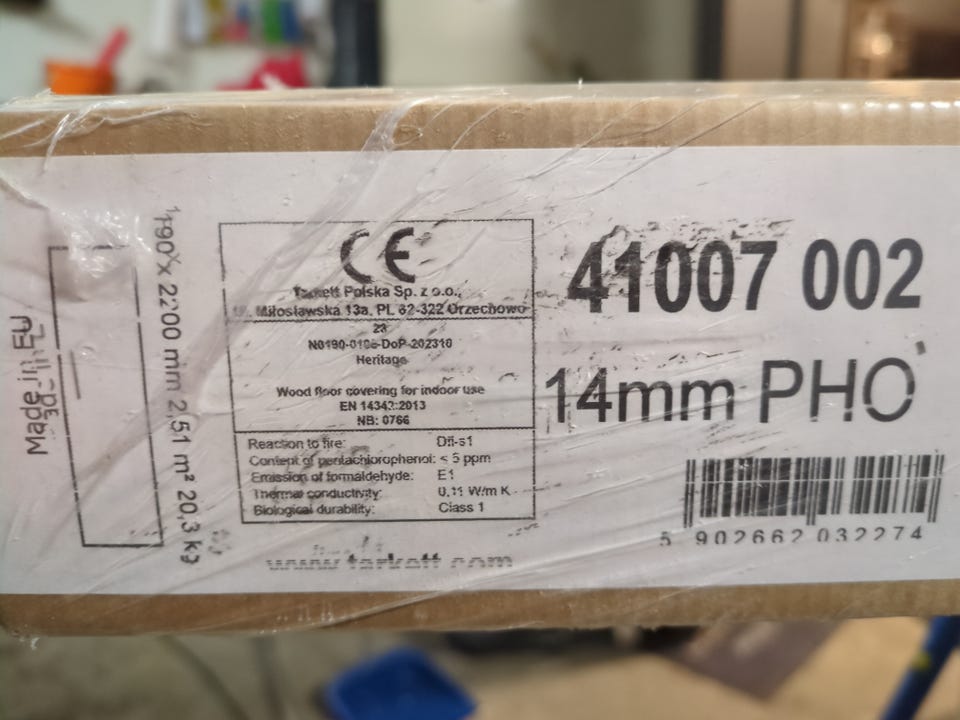 Made in EU
190 x 2200 mm 2,51 m² 20,3 kg
CE
Tarkett Polska Sp. z o.o.,
Miłosławska 13a, PL 62-322 Orzechowo
23
N0190-0106-DoP-202310
Heritage
Wood floor covering for indoor use
EN 14342:2013
NB: 0766
Reaction to fire: Dfl-s1
Content of pentachlorophenol: < 5 ppm
Emission of formaldehyde: E1
Thermal conductivity: 0,11 W/m K
Biological durability: Class 1
www.tarkett.com
41007 002
14mm PHO
5 902662 032274